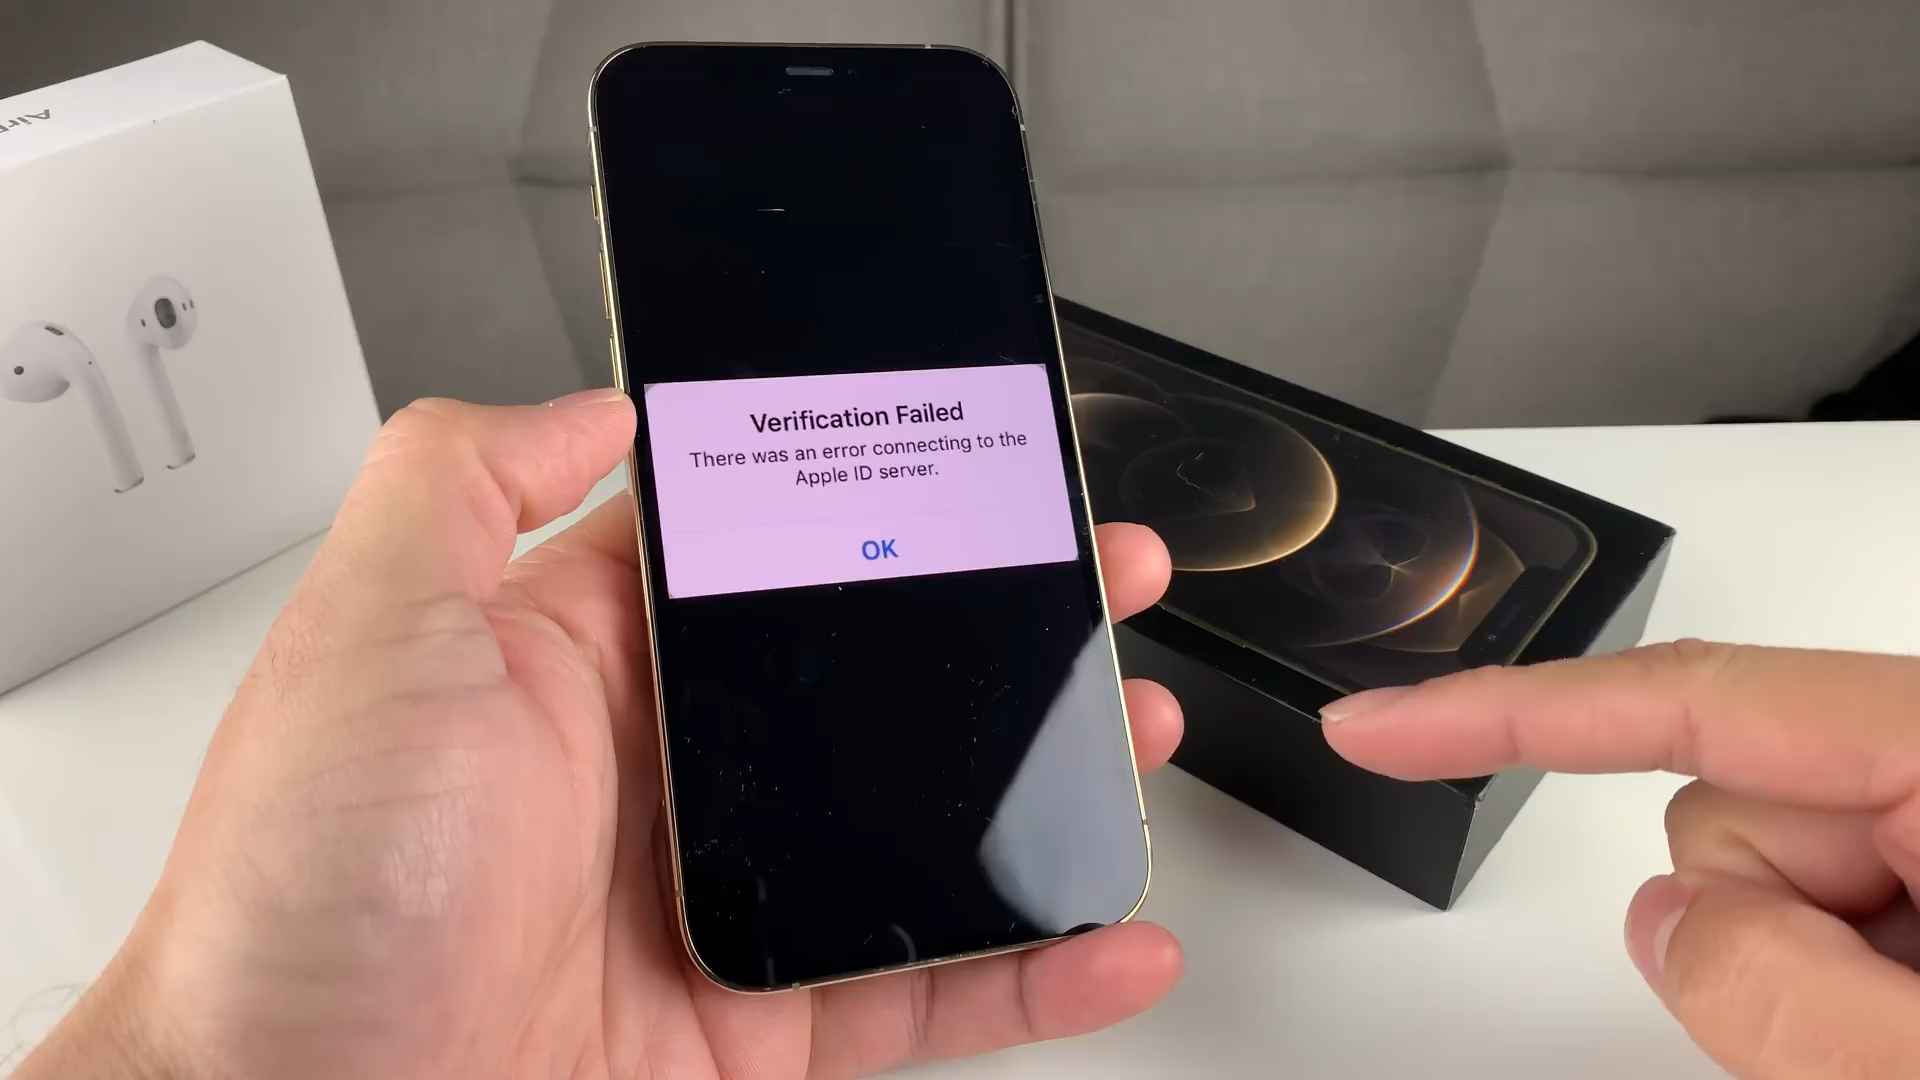 Verification Failed
There was an error connecting to the
Apple ID server.
OK